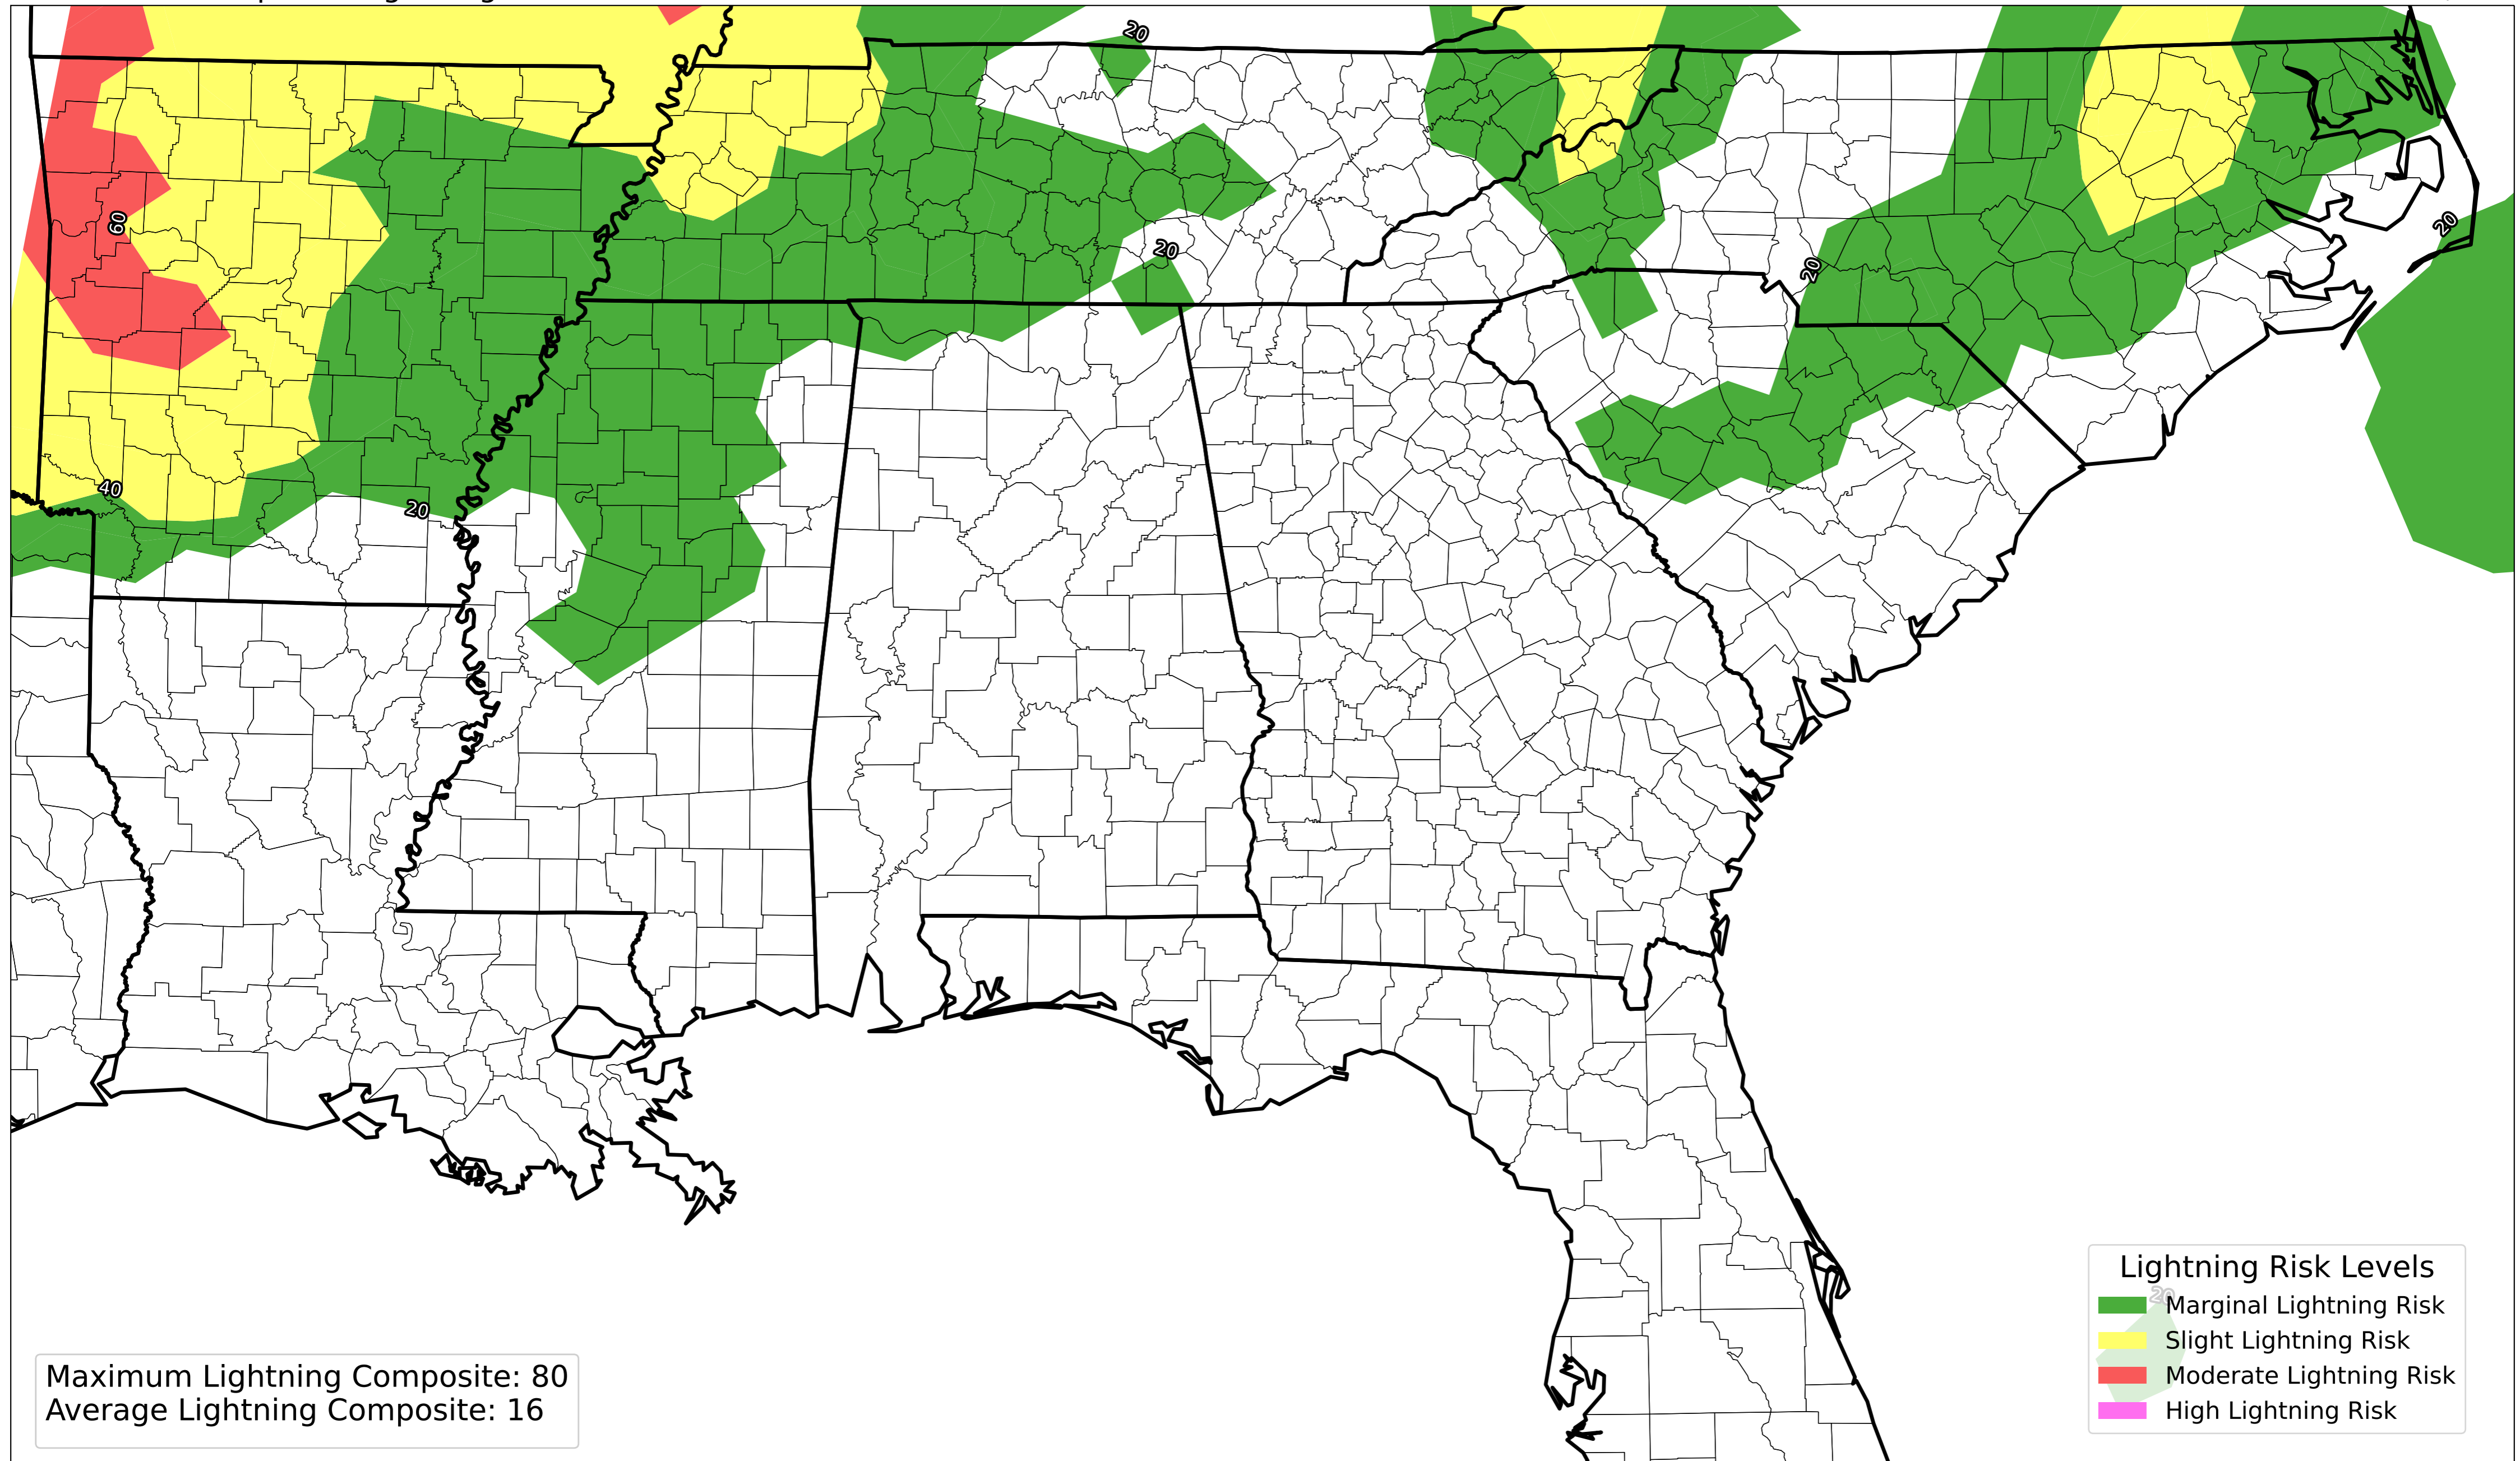 20
20
60
20
20
20
40
20
Lightning Risk Levels
20
Marginal Lightning Risk
Slight Lightning Risk
Moderate Lightning Risk
High Lightning Risk
Maximum Lightning Composite: 80
Average Lightning Composite: 16